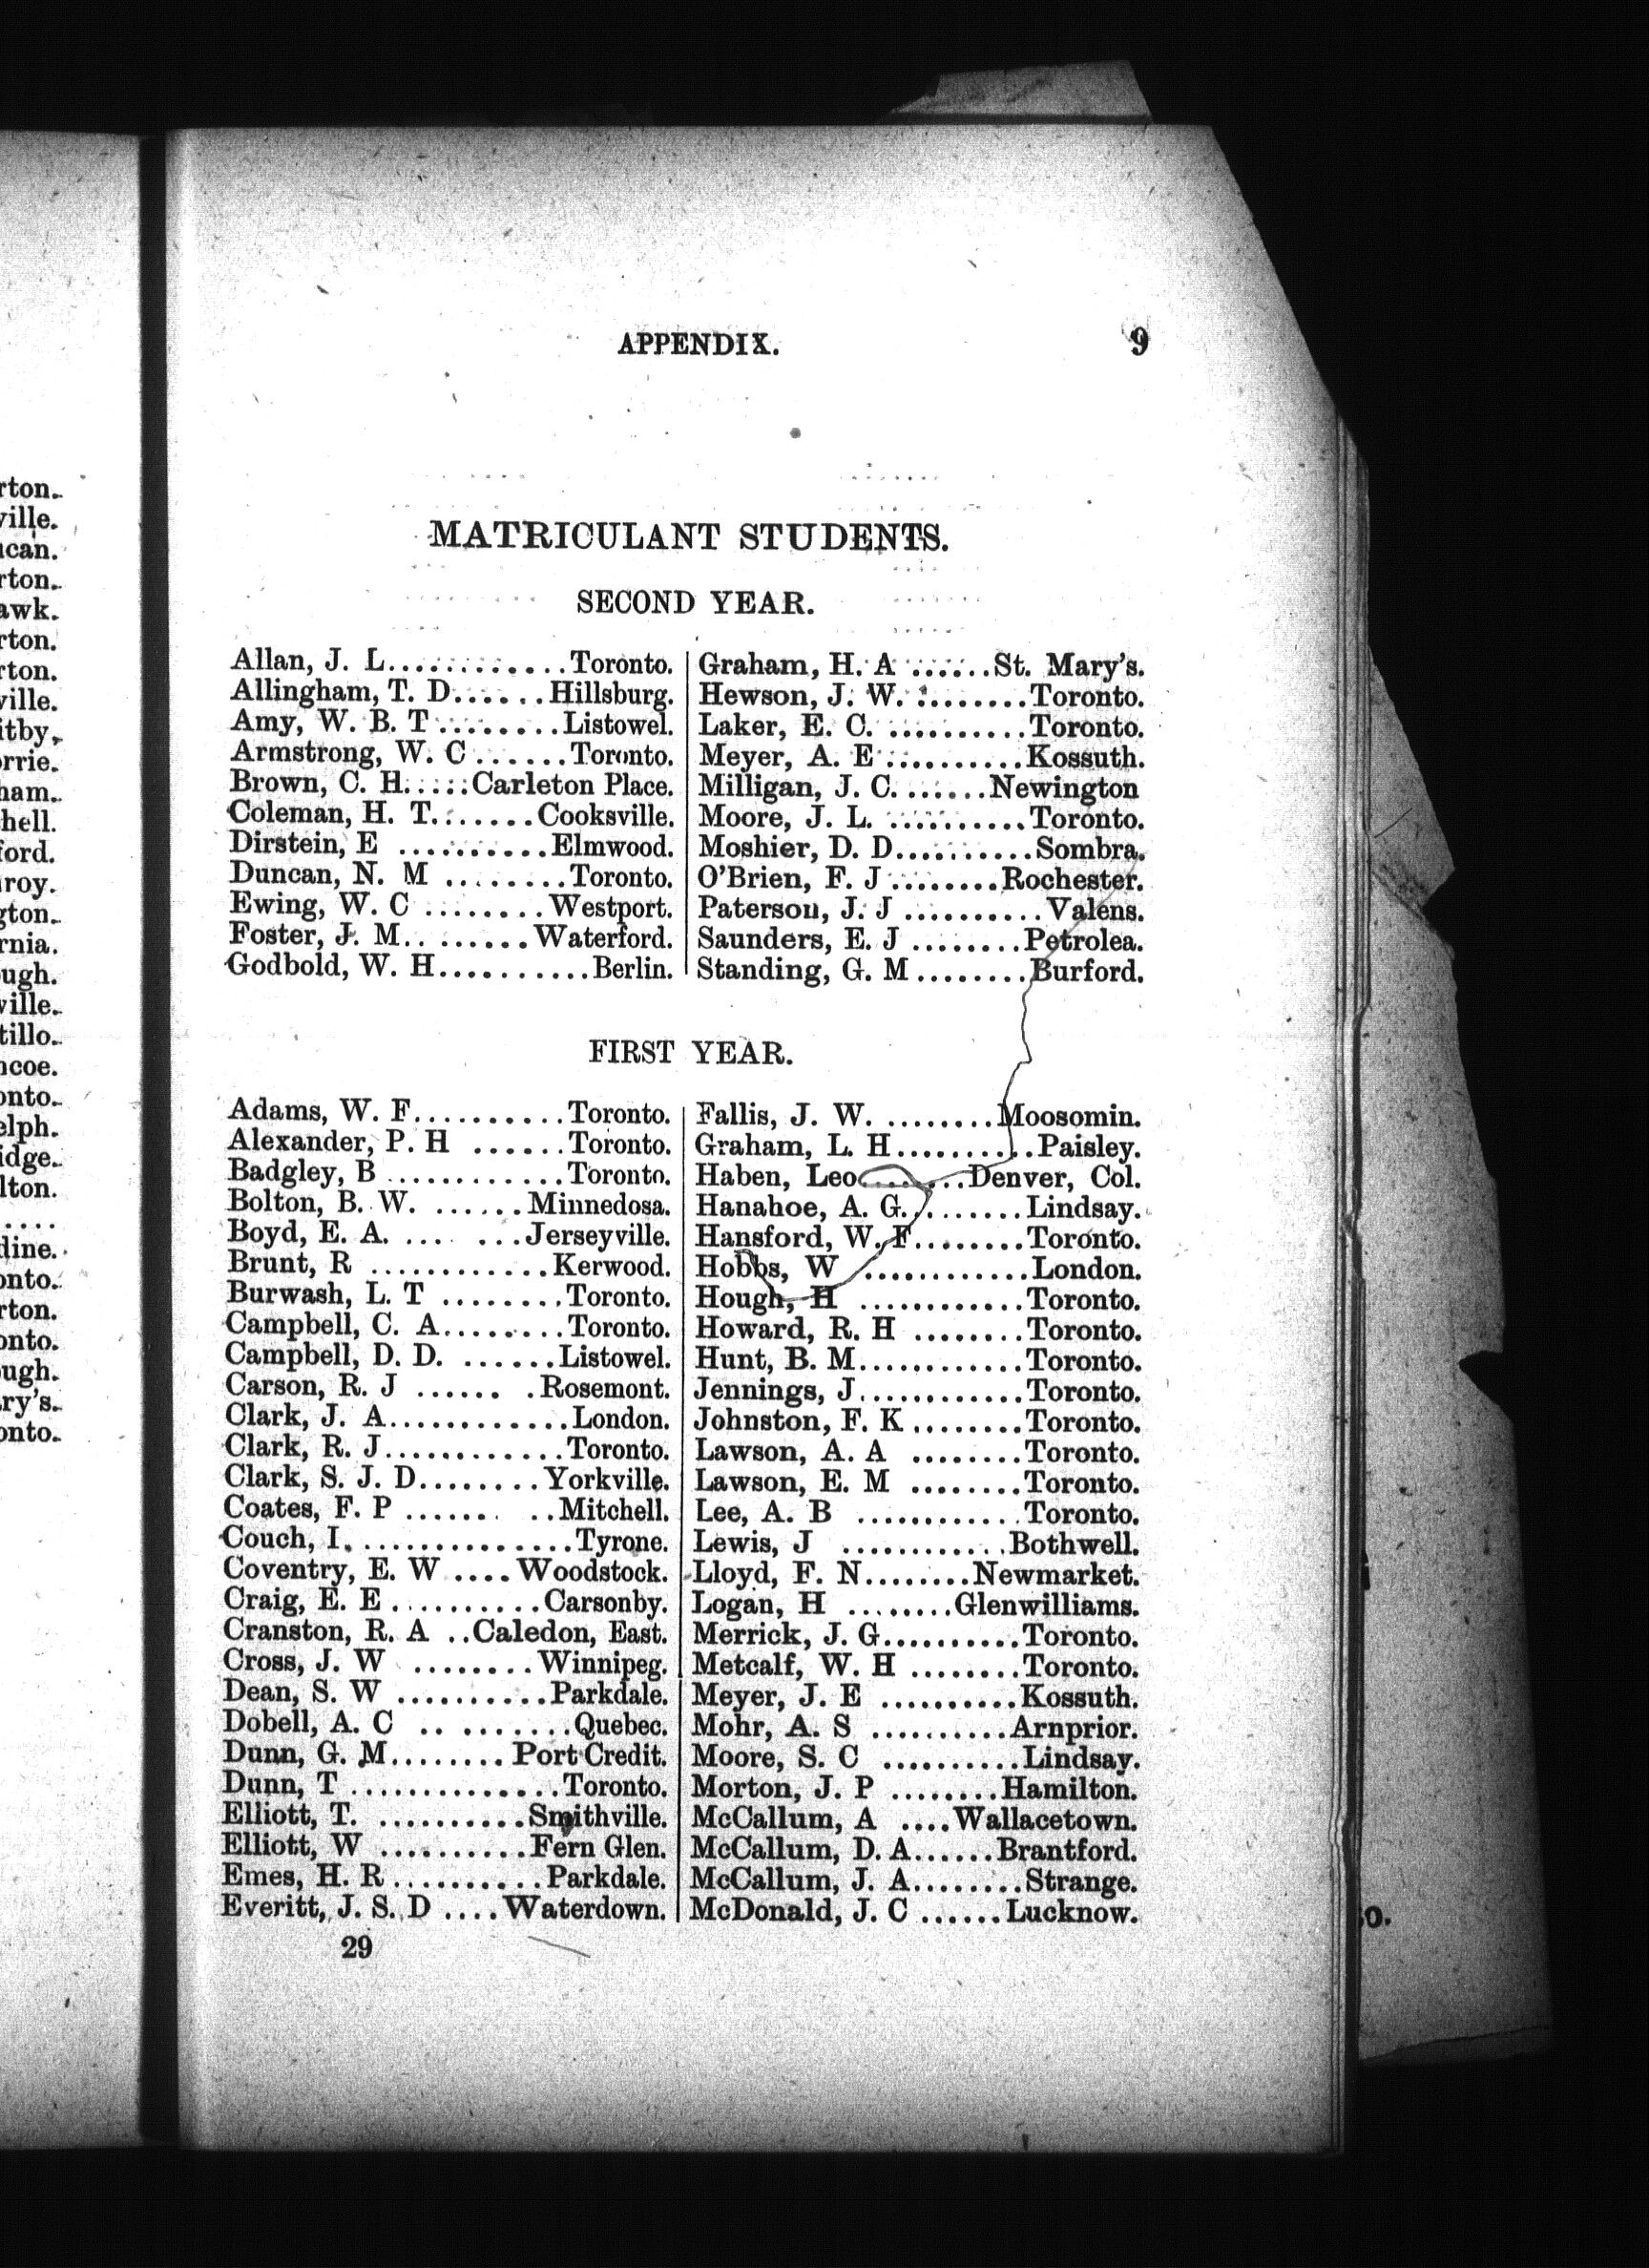 APPENDIX. 9
MATRICULANT STUDENTS.
SECOND YEAR.
Allan, J. L............Toronto.
Allingham, T. D......Hillsburg.
Amy, W. B. T........Listowel.
Armstrong, W. C......Toronto.
Brown, C. H.....Carleton Place.
Coleman, H. T.......Cooksville.
Dirstein, E ..........Elmwood.
Duncan, N. M ........Toronto.
Ewing, W. C ........Westport.
Foster, J. M.. .......Waterford.
Godbold, W. H..........Berlin.
Graham, H. A ......St. Mary's.
Hewson, J. W. ........Toronto.
Laker, E. C. ..........Toronto.
Meyer, A. E..........Kossuth.
Milligan, J. C. ......Newington
Moore, J. L. ..........Toronto.
Moshier, D. D..........Sombra.
O'Brien, F. J ........Rochester.
Paterson, J. J ..........Valens.
Saunders, E. J ........Petrolea.
Standing, G. M ........Burford.
FIRST YEAR.
Adams, W. F..........Toronto.
Alexander, P. H ......Toronto.
Badgley, B ............Toronto.
Bolton, B. W. ......Minnedosa.
Boyd, E. A. .... ...Jerseyville.
Brunt, R ............Kerwood.
Burwash, L. T ........Toronto.
Campbell, C. A........Toronto.
Campbell, D. D. ......Listowel.
Carson, R. J ...... .Rosemont.
Clark, J. A............London.
Clark, R. J............Toronto.
Clark, S. J. D........Yorkville.
Coates, F. P ....... ..Mitchell.
Couch, I. ..............Tyrone.
Coventry, E. W ....Woodstock.
Craig, E. E ..........Carsonby.
Cranston, R. A ..Caledon, East.
Cross, J. W ........Winnipeg.
Dean, S. W ..........Parkdale.
Dobell, A. C .. .......Quebec.
Dunn, G. M........Port Credit.
Dunn, T ..............Toronto.
Elliott, T. ..........Smithville.
Elliott, W ..........Fern Glen.
Emes, H. R ..........Parkdale.
Everitt, J. S. D ....Waterdown.
Fallis, J. W. ........Moosomin.
Graham, L. H..........Paisley.
Haben, Leo.......Denver, Col.
Hanahoe, A. G.........Lindsay.
Hansford, W. F........Toronto.
Hobbs, W ............London.
Hough, H ............Toronto.
Howard, R. H ........Toronto.
Hunt, B. M............Toronto.
Jennings, J............Toronto.
Johnston, F. K ........Toronto.
Lawson, A. A ........Toronto.
Lawson, E. M ........Toronto.
Lee, A. B ............Toronto.
Lewis, J ............Bothwell.
Lloyd, F. N........Newmarket.
Logan, H ........Glenwilliams.
Merrick, J. G..........Toronto.
Metcalf, W. H ........Toronto.
Meyer, J. E ..........Kossuth.
Mohr, A. S ..........Arnprior.
Moore, S. C ..........Lindsay.
Morton, J. P ........Hamilton.
McCallum, A ....Wallacetown.
McCallum, D. A......Brantford.
McCallum, J. A........Strange.
McDonald, J. C ......Lucknow.
29